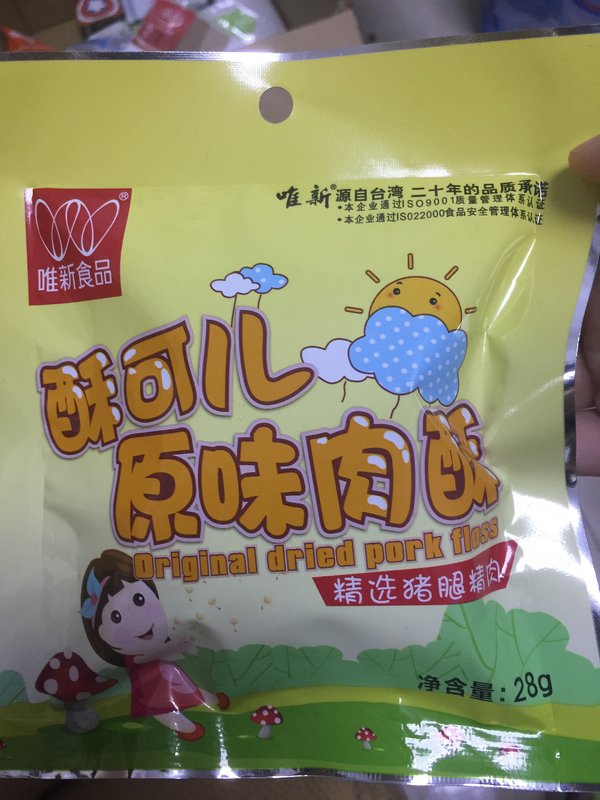 唯新® 源自台湾 二十年的品质承诺
•本企业通过ISO9001质量管理体系认证
•本企业通过ISO22000食品安全管理体系认证
®
唯新食品
酥可儿
原味肉酥
Original dried pork floss
精选猪腿精肉
净含量:28g